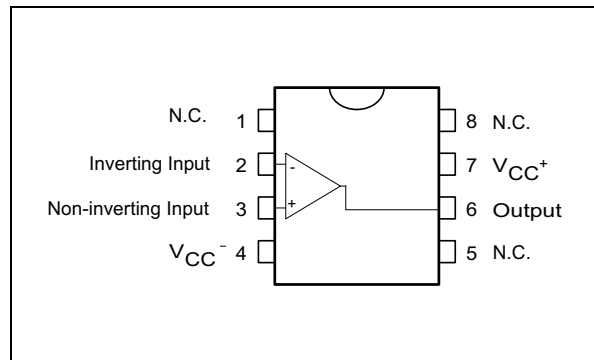 N.C. 1
8 N.C.
Inverting Input 2
-
7 VCC+
Non-inverting Input 3
+
6 Output
VCC- 4
5 N.C.